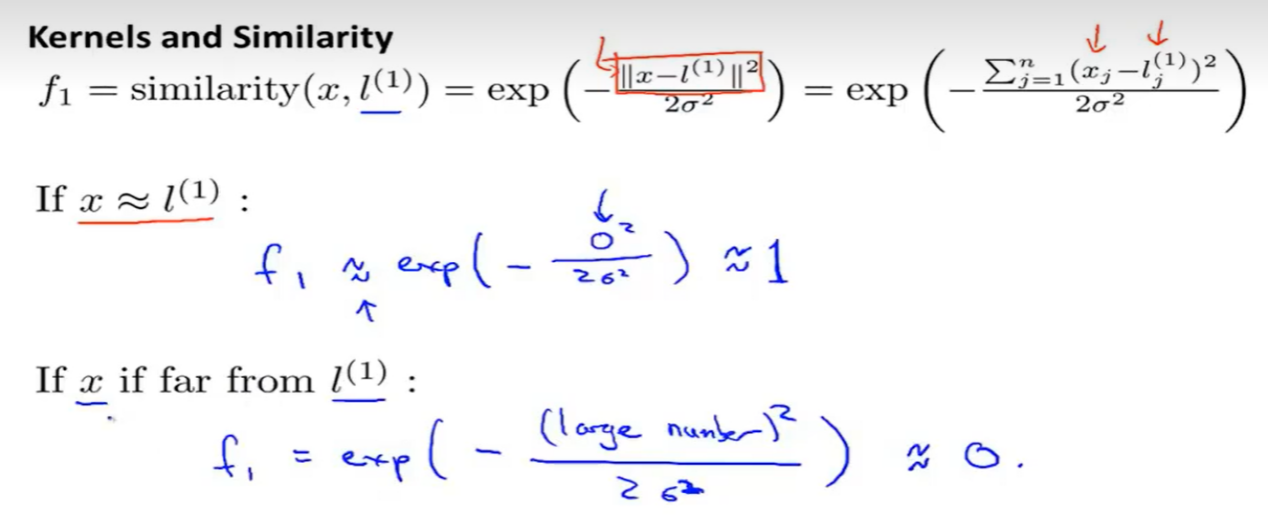 Kernels and Similarity
f₁ = similarity(x, l⁽¹⁾) = exp(−‖x−l⁽¹⁾‖²/2σ²) = exp(−∑ⁿⱼ₌₁(xⱼ−lⱼ⁽¹⁾)²/2σ²)
If x ≈ l⁽¹⁾ :
f₁ ≈ exp(−0²/2σ²) ≈ 1
If x if far from l⁽¹⁾ :
f₁ = exp(−(large number)²/2σ²) ≈ 0.